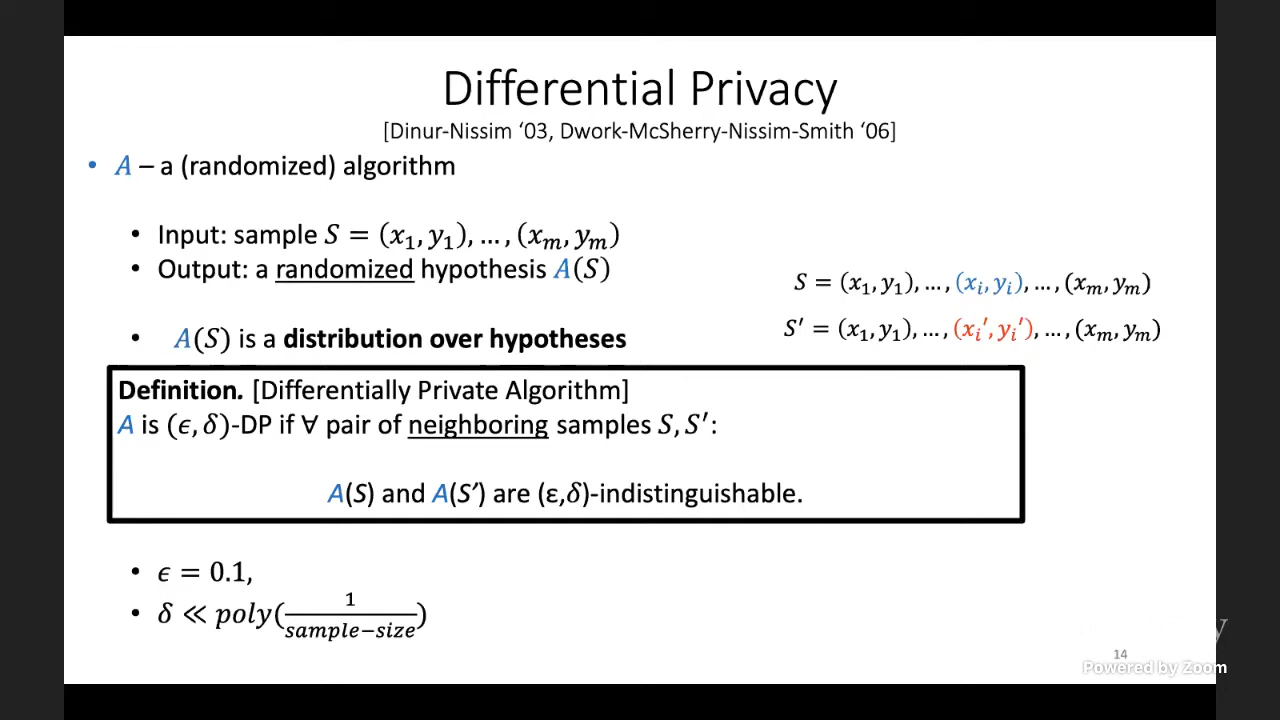 Differential Privacy
[Dinur-Nissim ‘03, Dwork-McSherry-Nissim-Smith ‘06]
• A – a (randomized) algorithm
• Input: sample S = (x₁, y₁), … , (xₘ, yₘ)
• Output: a randomized hypothesis A(S)
S = (x₁, y₁), … , (xᵢ, yᵢ), … , (xₘ, yₘ)
S′ = (x₁, y₁), … , (xᵢ′, yᵢ′), … , (xₘ, yₘ)
• A(S) is a distribution over hypotheses
Definition. [Differentially Private Algorithm]
A is (ϵ, δ)-DP if ∀ pair of neighboring samples S, S′:
A(S) and A(S′) are (ε,δ)-indistinguishable.
• ϵ = 0.1,
• δ ≪ poly(1/sample−size)
14
Powered by Zoom